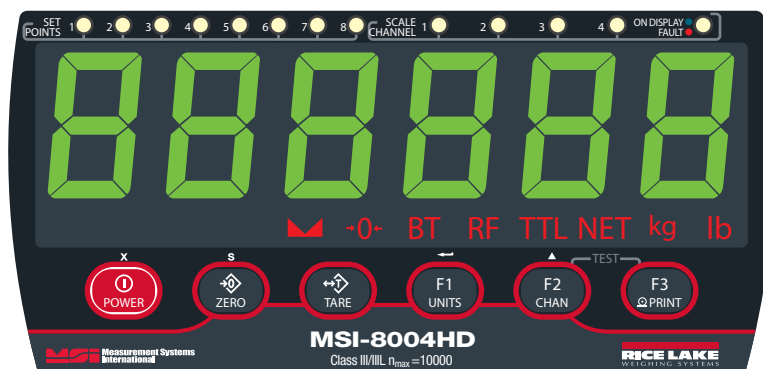 SET POINTS 1 2 3 4 5 6 7 8 SCALE CHANNEL 1 2 3 4 ON DISPLAY FAULT
888888
→0← BT RF TTL NET kg lb
X S TEST
POWER →0← ZERO TARE F1 UNITS F2 CHAN F3 PRINT
MSI-8004HD
MSI Measurement Systems International Class III/IIIL nmax=10000 RICE LAKE
WEIGHING SYSTEMS